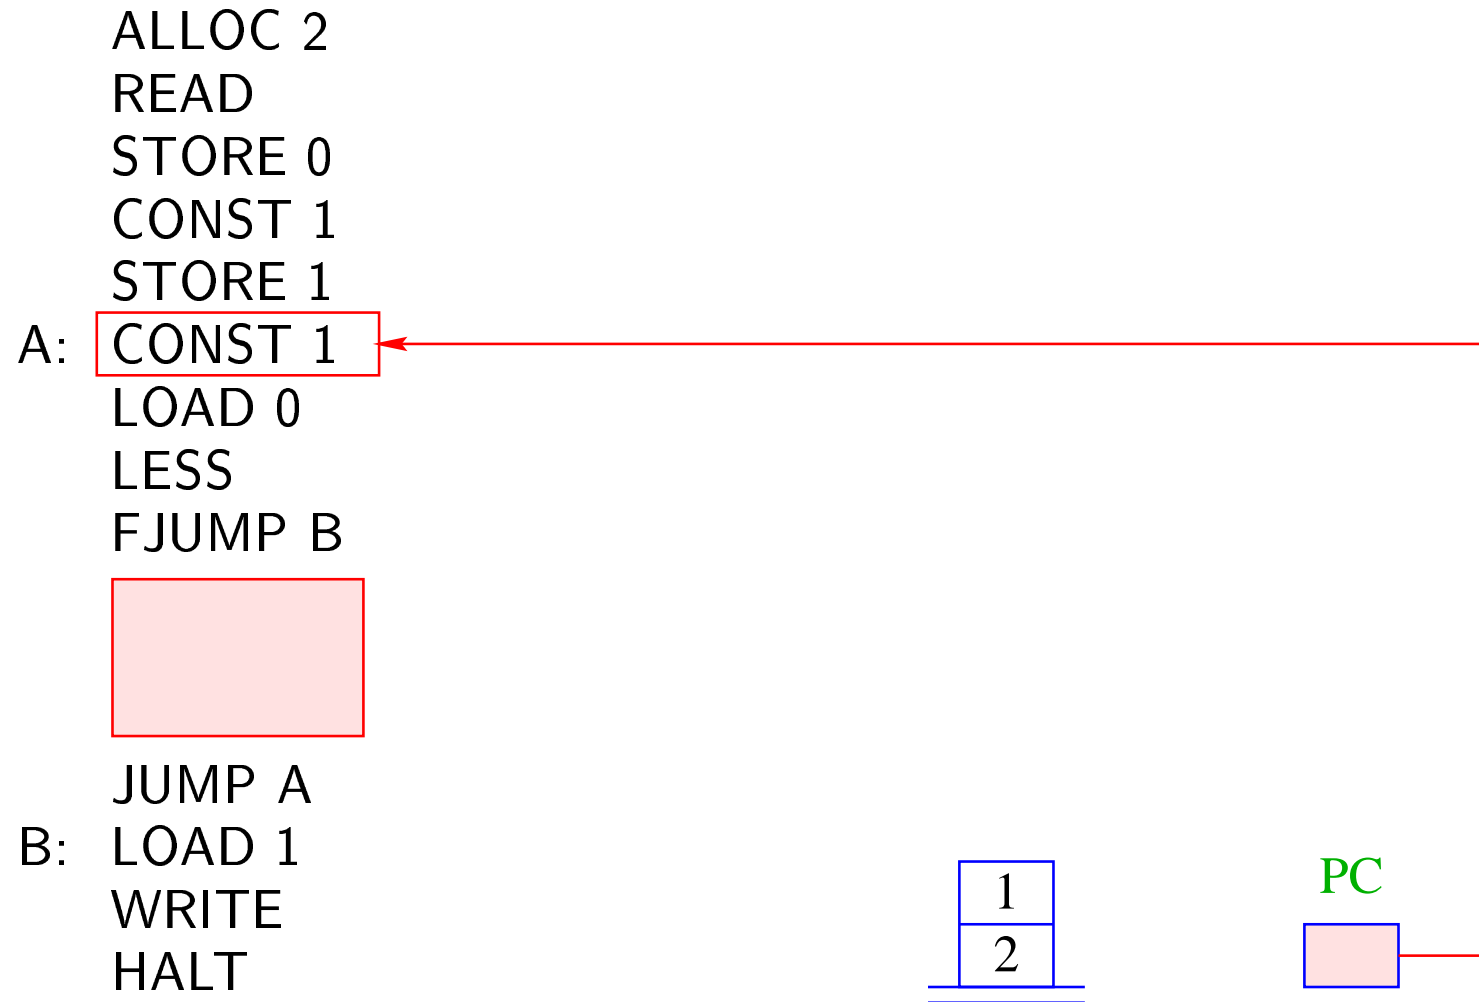 ALLOC 2
READ
STORE 0
CONST 1
STORE 1
A: CONST 1
LOAD 0
LESS
FJUMP B
JUMP A
B: LOAD 1
WRITE
HALT
1
2
PC